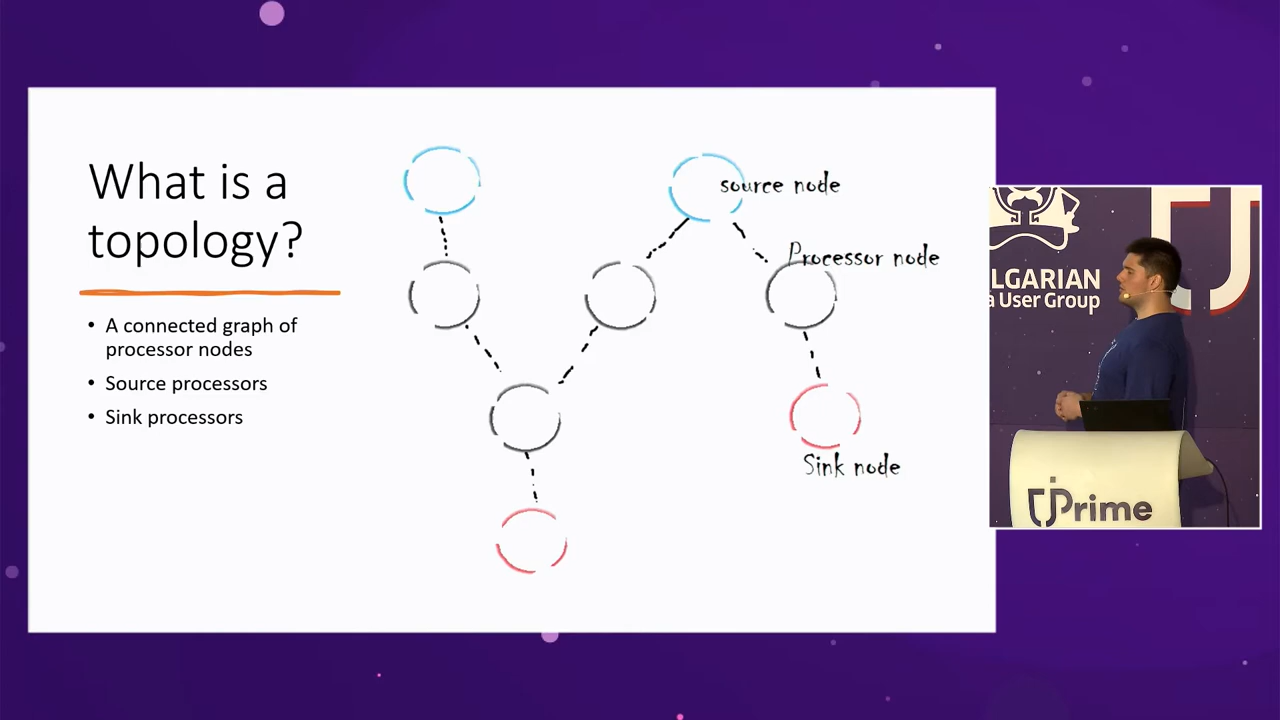 What is a
topology?
• A connected graph of
processor nodes
• Source processors
• Sink processors
source node
Processor node
Sink node
LGARIAN
a User Group
Prime